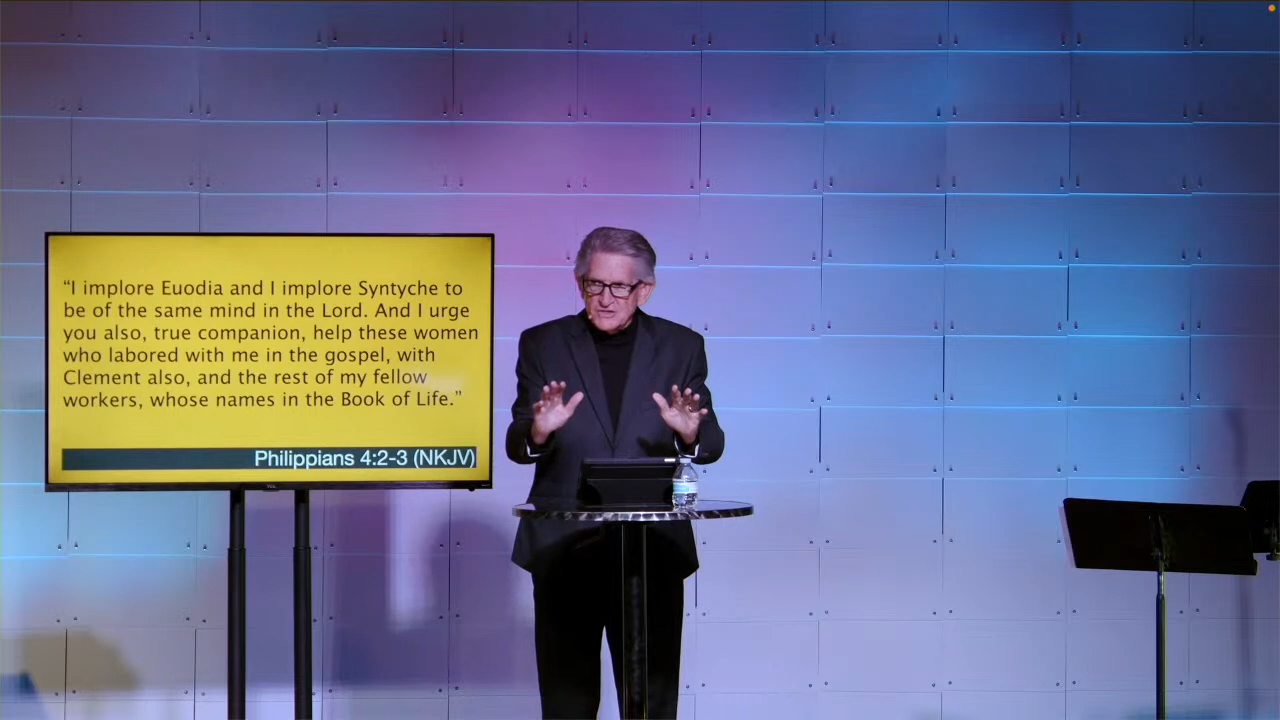 “I implore Euodia and I implore Syntyche to
be of the same mind in the Lord. And I urge
you also, true companion, help these women
who labored with me in the gospel, with
Clement also, and the rest of my fellow
workers, whose names in the Book of Life.”
Philippians 4:2-3 (NKJV)
TCL